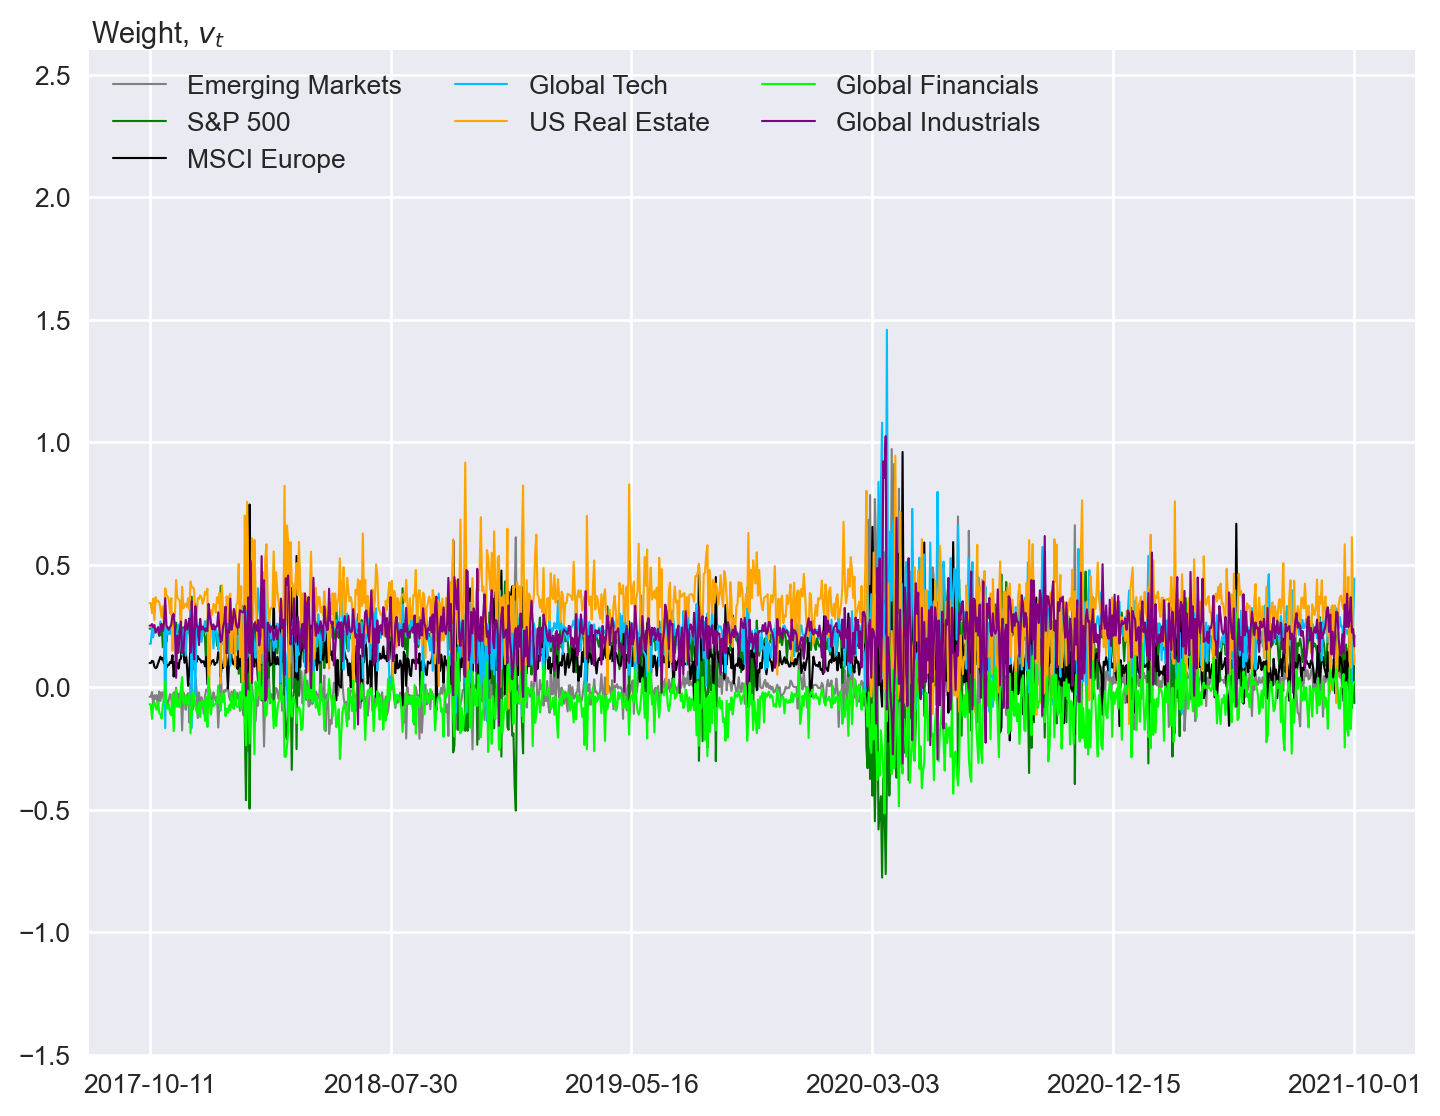 Weight, vₜ
2.5
2.0
1.5
1.0
0.5
0.0
−0.5
−1.0
−1.5
Emerging Markets
S&P 500
MSCI Europe
Global Tech
US Real Estate
Global Financials
Global Industrials
2017-10-11
2018-07-30
2019-05-16
2020-03-03
2020-12-15
2021-10-01